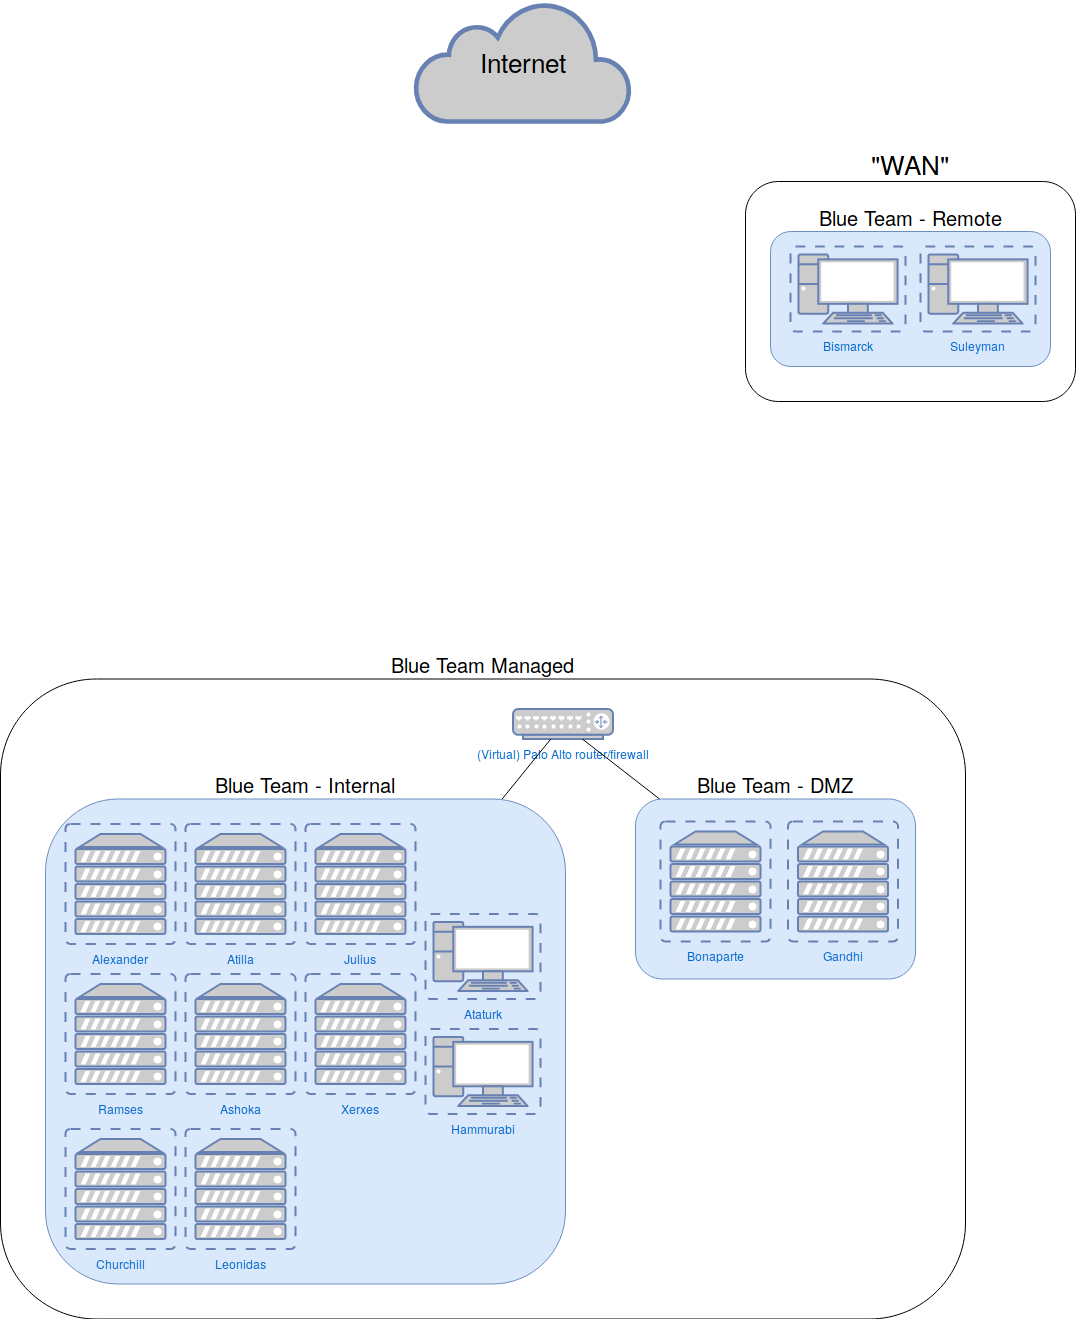 Internet
"WAN"
Blue Team - Remote
Bismarck
Suleyman
Blue Team Managed
(Virtual) Palo Alto router/firewall
Blue Team - Internal
Blue Team - DMZ
Alexander
Atilla
Julius
Bonaparte
Gandhi
Ataturk
Ramses
Ashoka
Xerxes
Hammurabi
Churchill
Leonidas